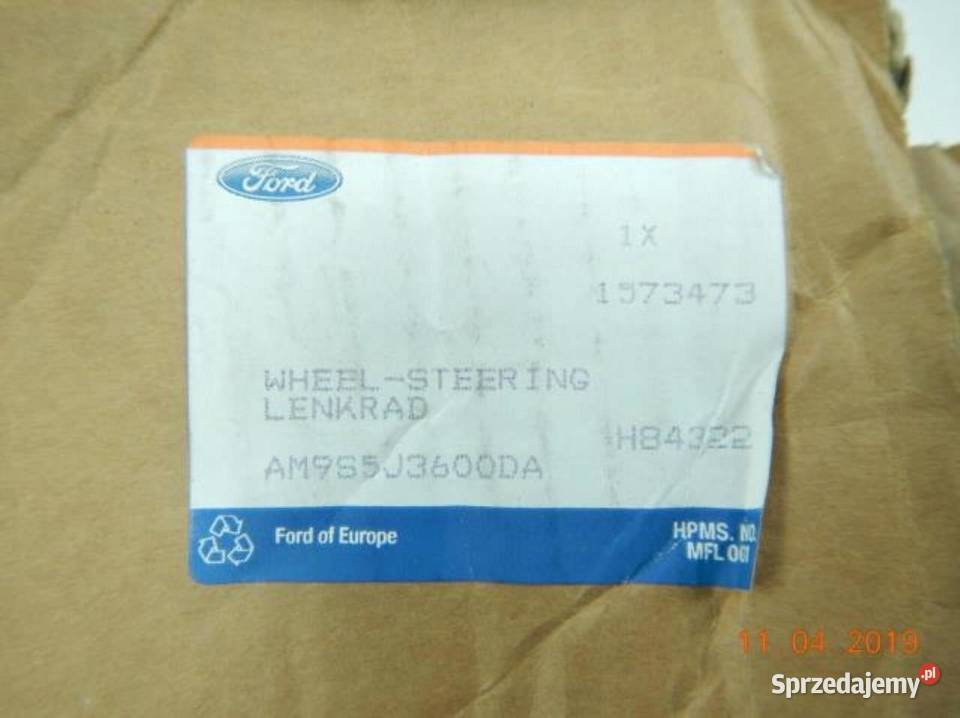 Ford
1X
1573473
WHEEL-STEERING
LENKRAD
H84322
AM9S5J3600DA
Ford of Europe
HPMS. NO.
MFL 001
11 04 2019
Sprzedajemy.pl